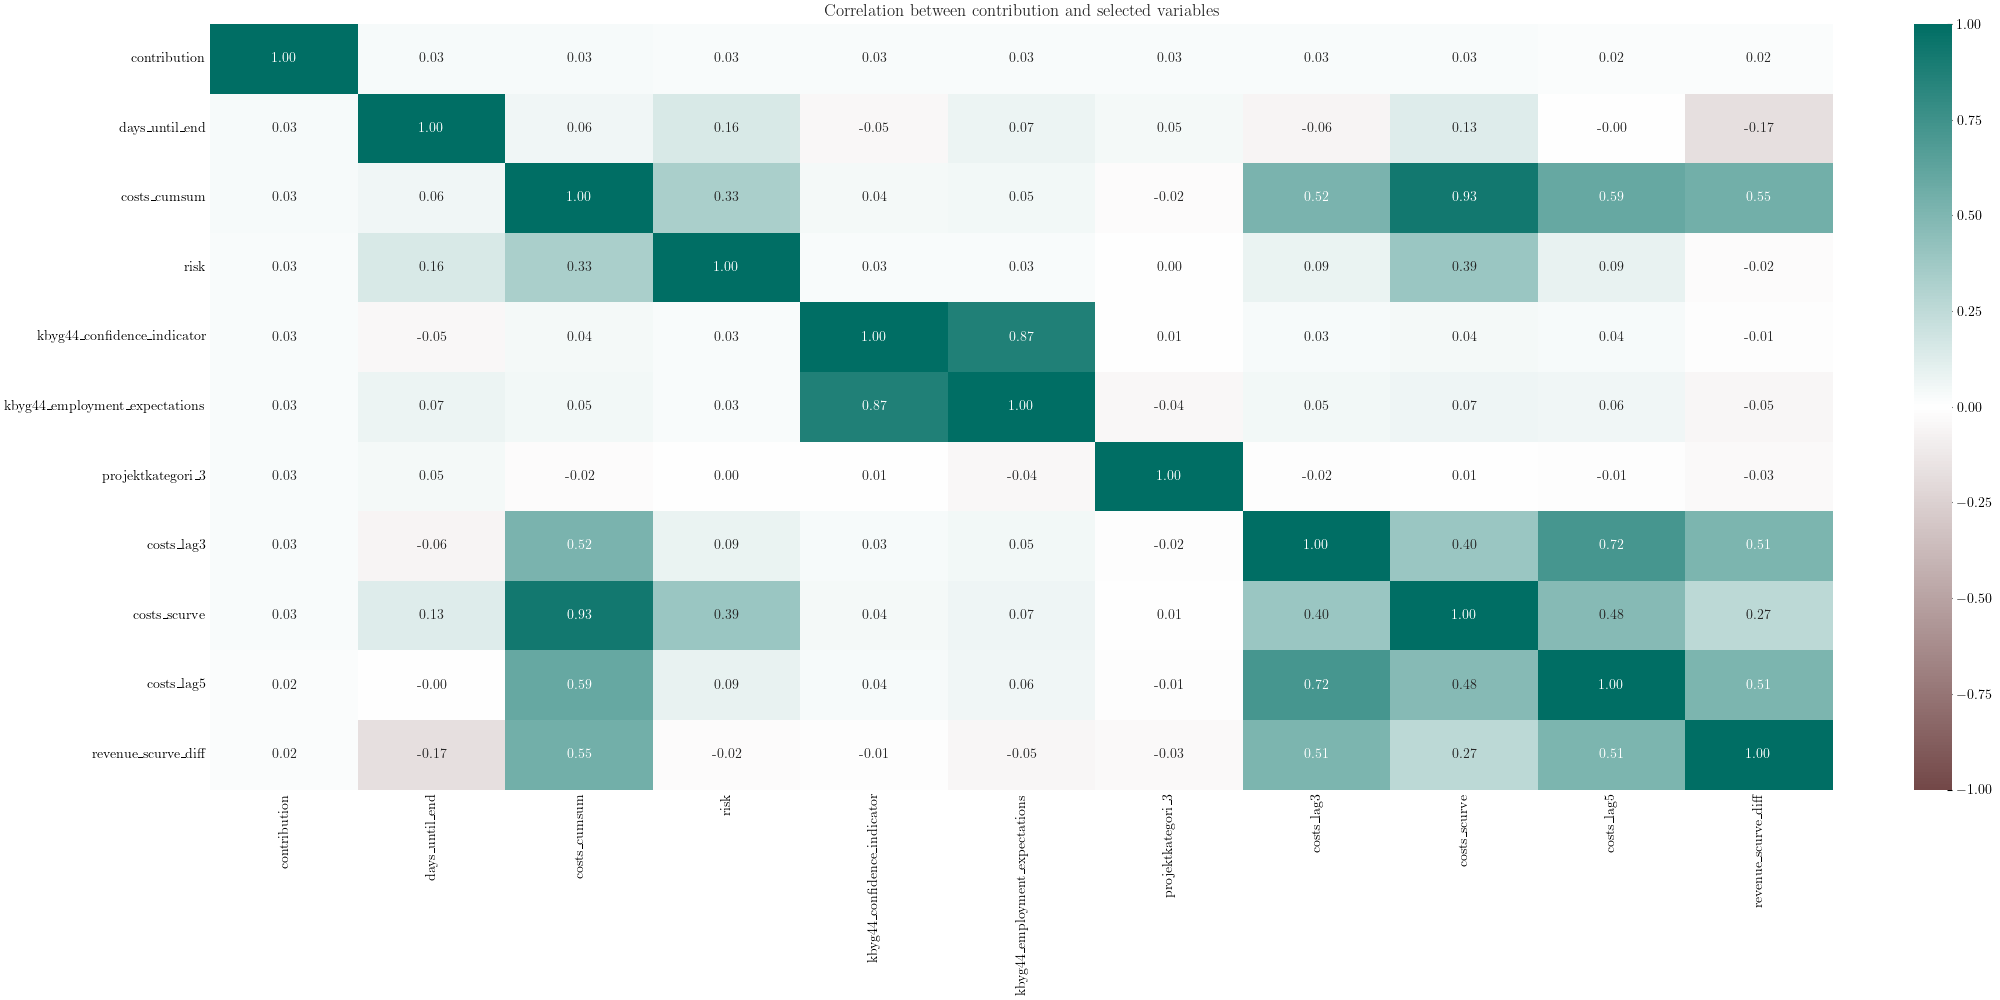 Correlation between contribution and selected variables
contribution 1.00 0.03 0.03 0.03 0.03 0.03 0.03 0.03 0.03 0.02 0.02
days_until_end 0.03 1.00 0.06 0.16 -0.05 0.07 0.05 -0.06 0.13 -0.00 -0.17
costs_cumsum 0.03 0.06 1.00 0.33 0.04 0.05 -0.02 0.52 0.93 0.59 0.55
risk 0.03 0.16 0.33 1.00 0.03 0.03 0.00 0.09 0.39 0.09 -0.02
kbyg44_confidence_indicator 0.03 -0.05 0.04 0.03 1.00 0.87 0.01 0.03 0.04 0.04 -0.01
kbyg44_employment_expectations 0.03 0.07 0.05 0.03 0.87 1.00 -0.04 0.05 0.07 0.06 -0.05
projektkategori_3 0.03 0.05 -0.02 0.00 0.01 -0.04 1.00 -0.02 0.01 -0.01 -0.03
costs_lag3 0.03 -0.06 0.52 0.09 0.03 0.05 -0.02 1.00 0.40 0.72 0.51
costs_scurve 0.03 0.13 0.93 0.39 0.04 0.07 0.01 0.40 1.00 0.48 0.27
costs_lag5 0.02 -0.00 0.59 0.09 0.04 0.06 -0.01 0.72 0.48 1.00 0.51
revenue_scurve_diff 0.02 -0.17 0.55 -0.02 -0.01 -0.05 -0.03 0.51 0.27 0.51 1.00
contribution
days_until_end
costs_cumsum
risk
kbyg44_confidence_indicator
kbyg44_employment_expectations
projektkategori_3
costs_lag3
costs_scurve
costs_lag5
revenue_scurve_diff
1.00
0.75
0.50
0.25
0.00
−0.25
−0.50
−0.75
−1.00